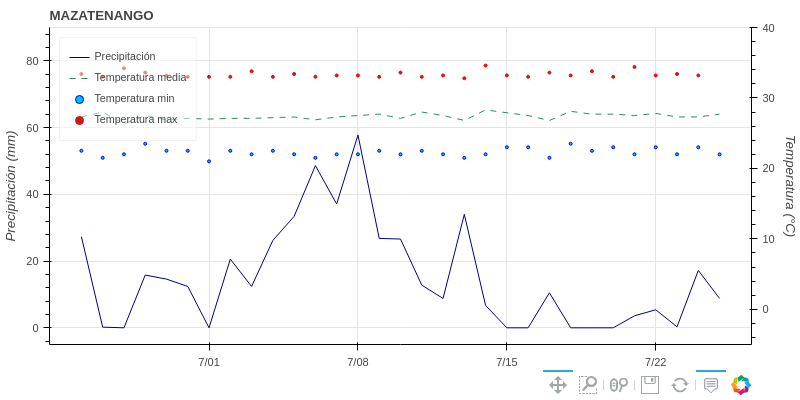 MAZATENANGO
Precipitación
Temperatura media
Temperatura min
Temperatura max
Precipitación (mm)
80
60
40
20
0
40
30
20
10
0
Temperatura (°C)
7/01
7/08
7/15
7/22